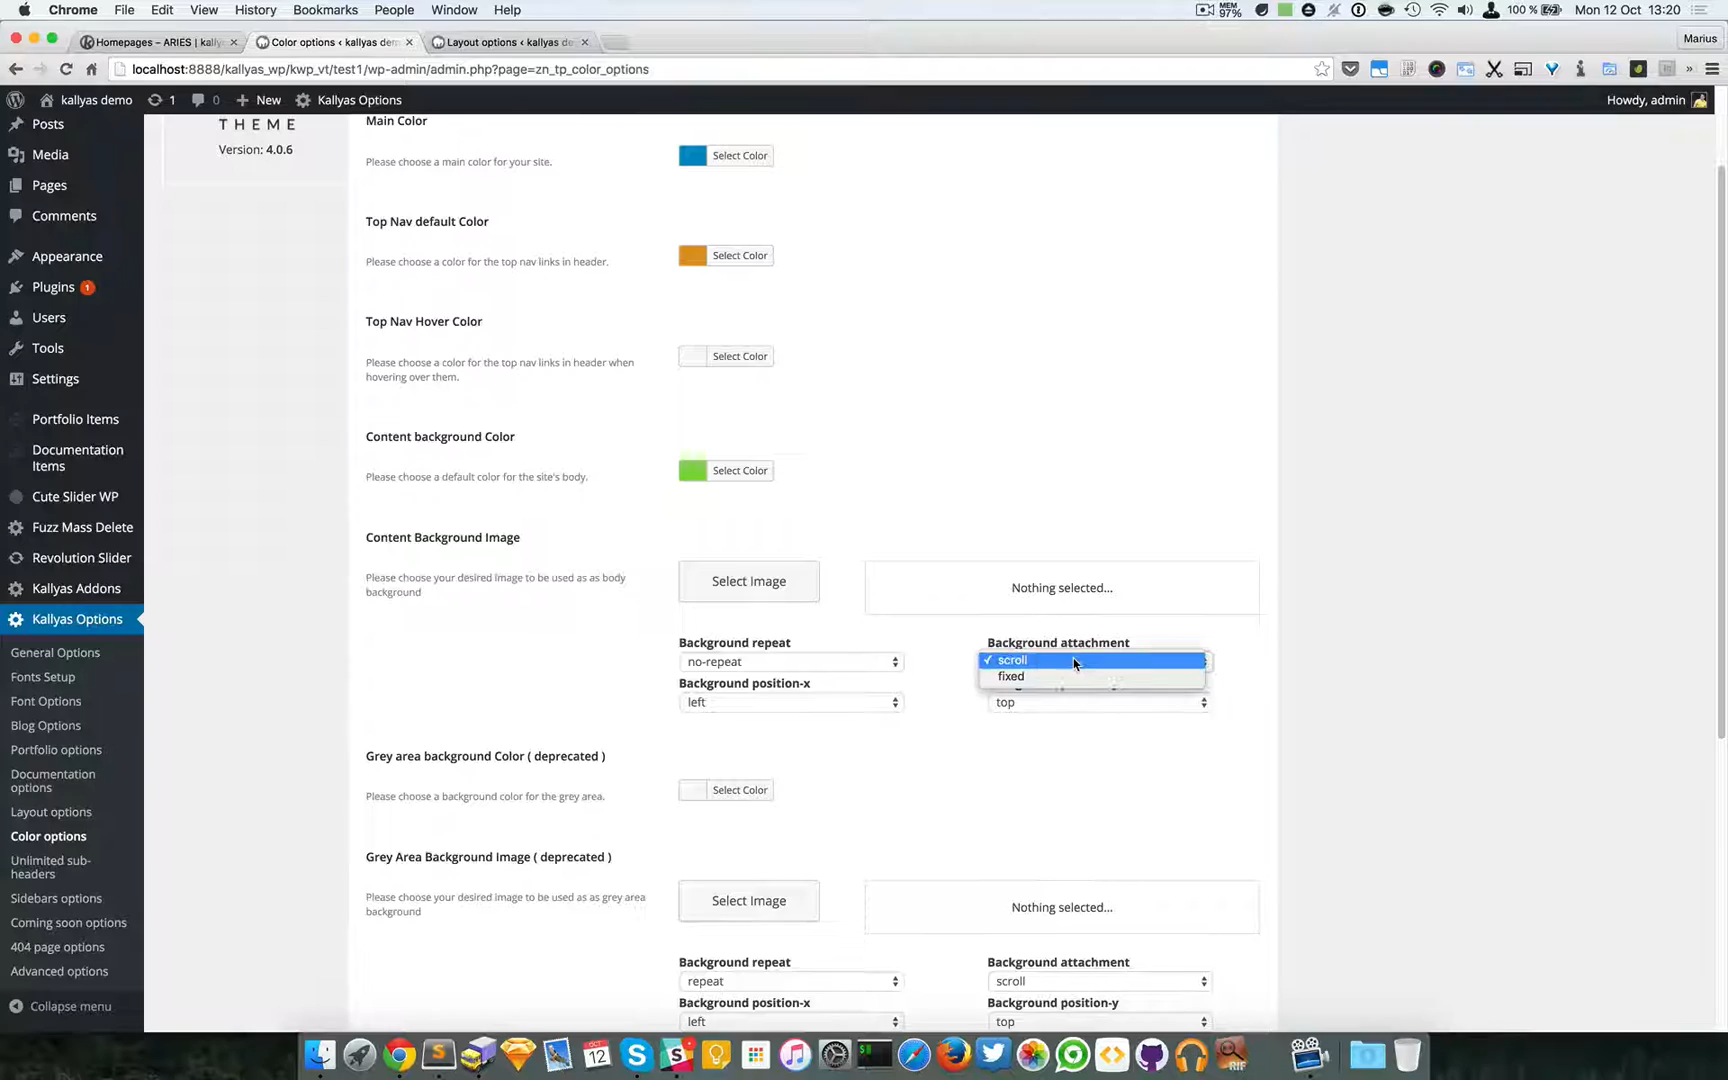 Chrome File Edit View History Bookmarks People Window Help
MEM 97%
100 %
Mon 12 Oct 13:20
Homepages – ARIES | kally
Color options ‹ kallyas dem
Layout options ‹ kallyas de
Marius
localhost:8888/kallyas_wp/kwp_vt/test1/wp-admin/admin.php?page=zn_tp_color_options
kallyas demo 1 0 New Kallyas Options
Howdy, admin
Posts
Media
Pages
Comments
Appearance
Plugins 1
Users
Tools
Settings
Portfolio Items
Documentation
Items
Cute Slider WP
Fuzz Mass Delete
Revolution Slider
Kallyas Addons
Kallyas Options
General Options
Fonts Setup
Font Options
Blog Options
Portfolio options
Documentation
options
Layout options
Color options
Unlimited sub-
headers
Sidebars options
Coming soon options
404 page options
Advanced options
Collapse menu
THEME
Version: 4.0.6
Main Color
Please choose a main color for your site.
Select Color
Top Nav default Color
Please choose a color for the top nav links in header.
Select Color
Top Nav Hover Color
Please choose a color for the top nav links in header when
hovering over them.
Select Color
Content background Color
Please choose a default color for the site's body.
Select Color
Content Background Image
Please choose your desired Image to be used as as body
background
Select Image
Nothing selected...
Background repeat
no-repeat
Background attachment
scroll
fixed
Background position-x
left
top
Grey area background Color ( deprecated )
Please choose a background color for the grey area.
Select Color
Grey Area Background Image ( deprecated )
Please choose your desired Image to be used as as grey area
background
Select Image
Nothing selected...
Background repeat
repeat
Background attachment
scroll
Background position-x
left
Background position-y
top
OCT
12